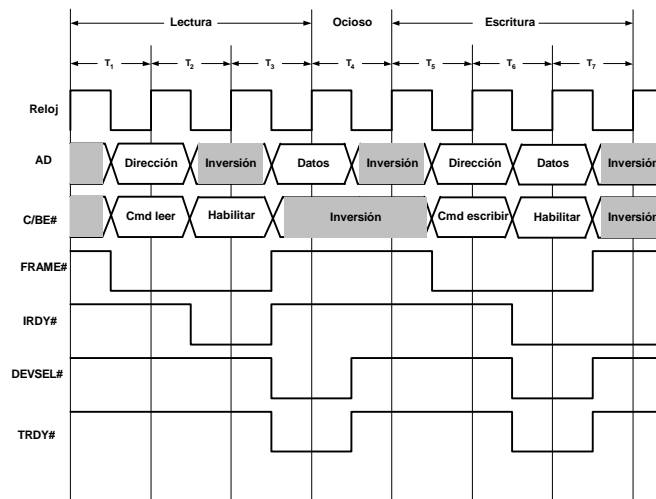 Lectura Ocioso Escritura
T1 T2 T3 T4 T5 T6 T7
Reloj
AD Dirección Inversión Datos Inversión Dirección Datos Inversión
C/BE# Cmd leer Habilitar Inversión Cmd escribir Habilitar Inversión
FRAME#
IRDY#
DEVSEL#
TRDY#